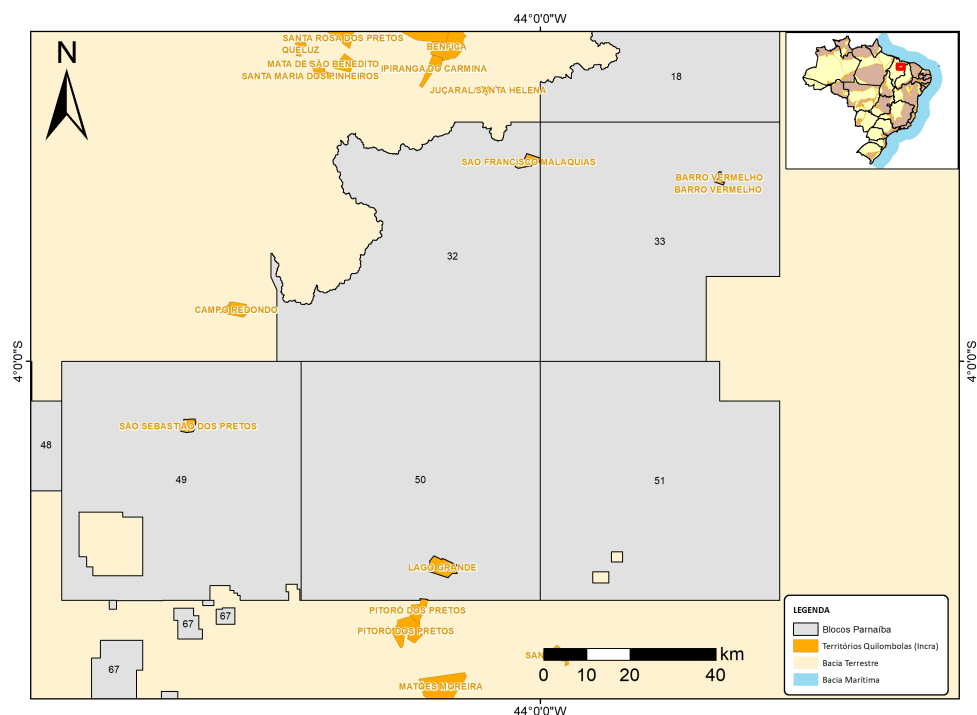 44°0'0"W
SANTA ROSA DOS PRETOS
QUELUZ
BENFICA
MATA DE SÃO BENEDITO
IPIRANGA DO CARMINA
SANTA MARIA DOS PINHEIROS
JUÇARAL/SANTA HELENA
18
N
SÃO FRANCISCO MALAQUIAS
BARRO VERMELHO
BARRO VERMELHO
33
32
CAMPO REDONDO
4°0'0"S
4°0'0"S
SÃO SEBASTIÃO DOS PRETOS
48
49
50
51
LAGO GRANDE
PITORÓ DOS PRETOS
67
67
PITORÓ DOS PRETOS
67
SAN
km
0 10 20 40
MATÕES MOREIRA
LEGENDA
Blocos Parnaíba
Territórios Quilombolas (Incra)
Bacia Terrestre
Bacia Marítima
44°0'0"W